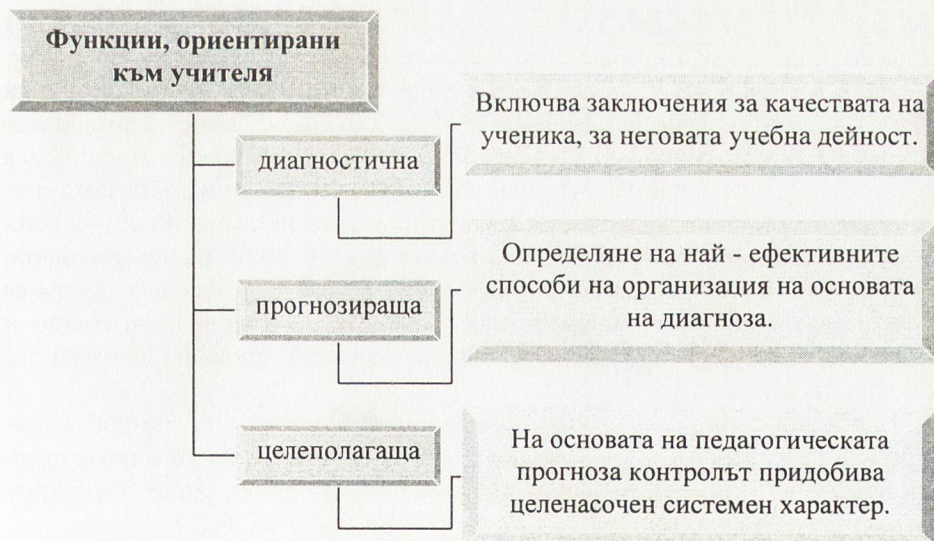 Функции, ориентирани
към учителя
диагностична
Включва заключения за качествата на
ученика, за неговата учебна дейност.
прогнозираща
Определяне на най - ефективните
способи на организация на основата
на диагноза.
целеполагаща
На основата на педагогическата
прогноза контролът придобива
целенасочен системен характер.